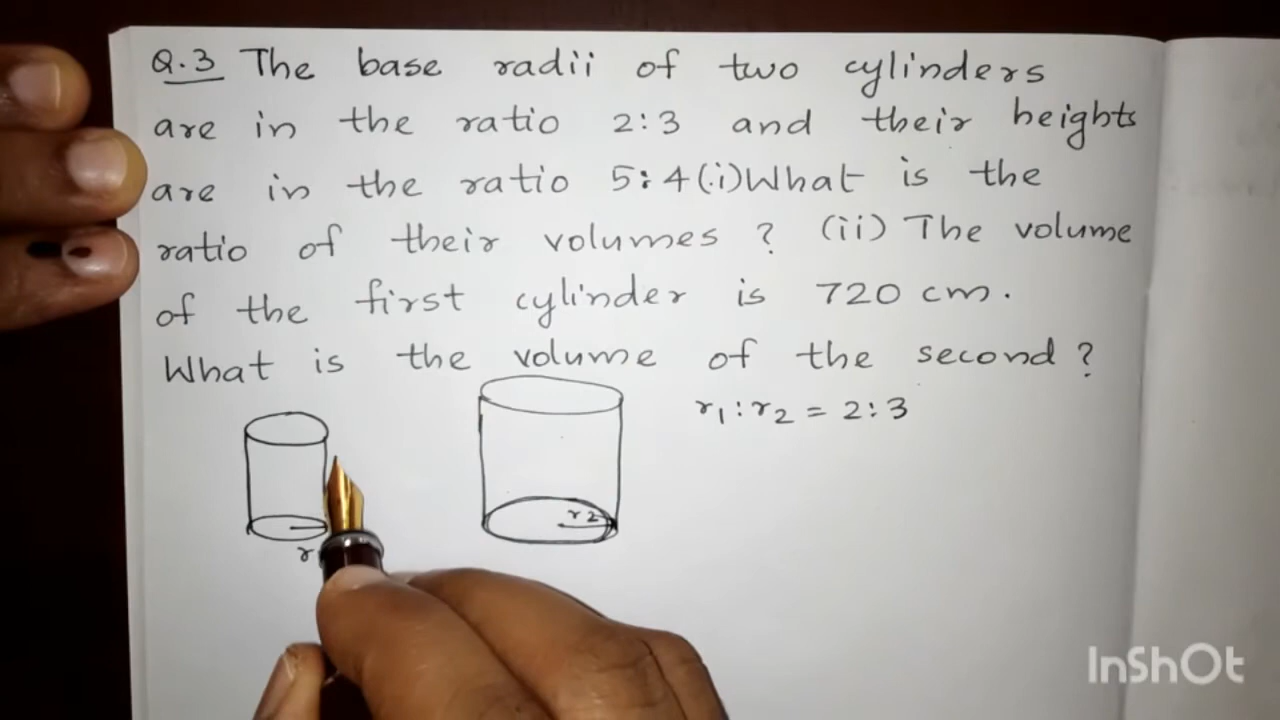 Q.3 The base radii of two cylinders
are in the ratio 2:3 and their heights
are in the ratio 5:4 (i) What is the
ratio of their volumes ? (ii) The volume
of the first cylinder is 720 cm.
What is the volume of the second ?
r₁ : r₂ = 2:3
r2
r
InShOt